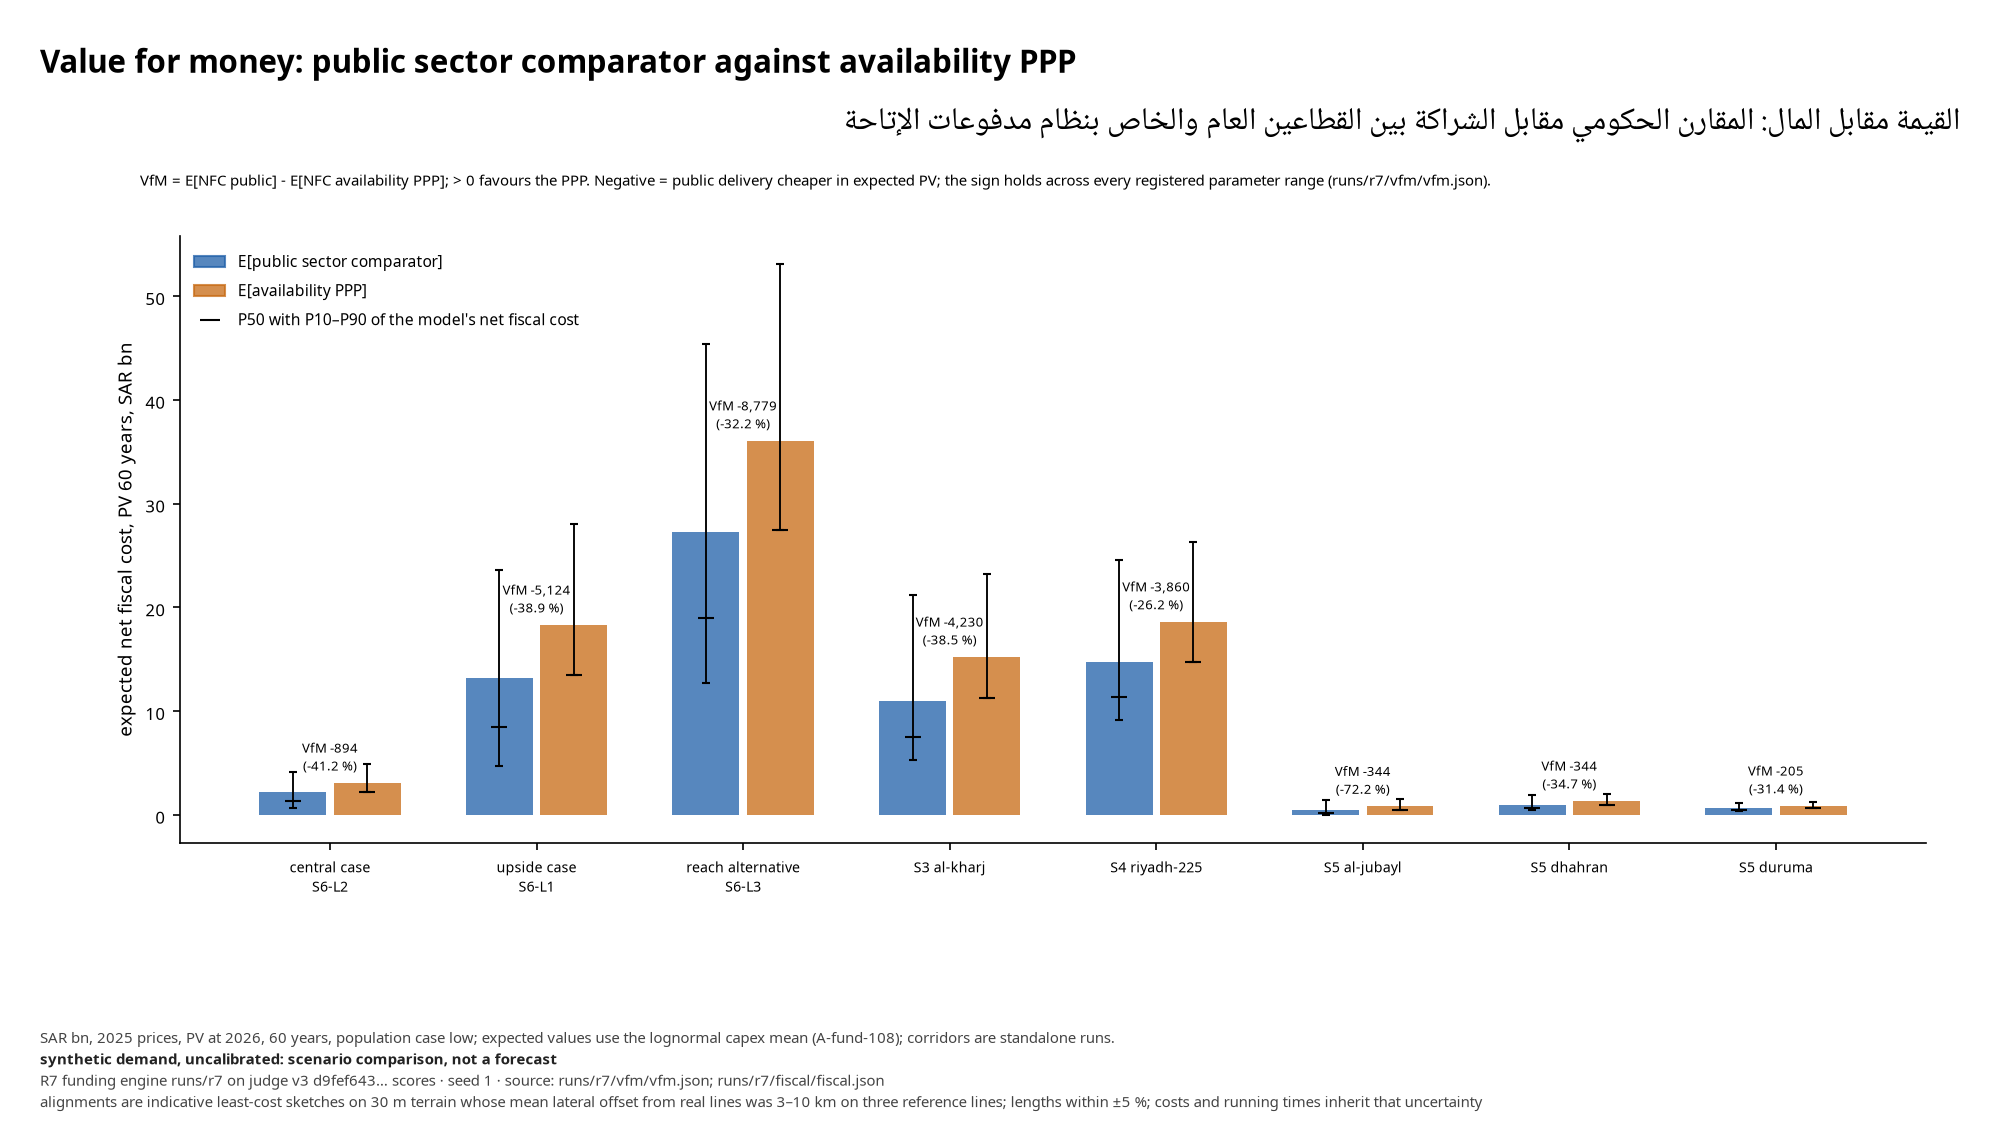 Value for money: public sector comparator against availability PPP
القيمة مقابل المال: المقارن الحكومي مقابل الشراكة بين القطاعين العام والخاص بنظام مدفوعات الإتاحة
VfM = E[NFC public] - E[NFC availability PPP]; > 0 favours the PPP. Negative = public delivery cheaper in expected PV; the sign holds across every registered parameter range (runs/r7/vfm/vfm.json).
E[public sector comparator]
E[availability PPP]
P50 with P10–P90 of the model's net fiscal cost
expected net fiscal cost, PV 60 years, SAR bn
50
40
30
20
10
0
VfM -894
(-41.2 %)
VfM -5,124
(-38.9 %)
VfM -8,779
(-32.2 %)
VfM -4,230
(-38.5 %)
VfM -3,860
(-26.2 %)
VfM -344
(-72.2 %)
VfM -344
(-34.7 %)
VfM -205
(-31.4 %)
central case
S6-L2
upside case
S6-L1
reach alternative
S6-L3
S3 al-kharj
S4 riyadh-225
S5 al-jubayl
S5 dhahran
S5 duruma
SAR bn, 2025 prices, PV at 2026, 60 years, population case low; expected values use the lognormal capex mean (A-fund-108); corridors are standalone runs.
synthetic demand, uncalibrated: scenario comparison, not a forecast
R7 funding engine runs/r7 on judge v3 d9fef643... scores · seed 1 · source: runs/r7/vfm/vfm.json; runs/r7/fiscal/fiscal.json
alignments are indicative least-cost sketches on 30 m terrain whose mean lateral offset from real lines was 3–10 km on three reference lines; lengths within ±5 %; costs and running times inherit that uncertainty